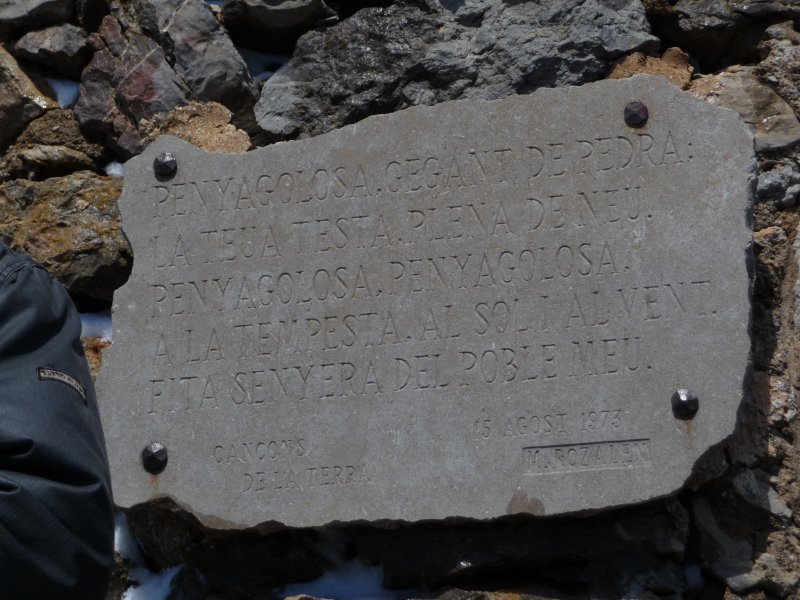 PENYAGOLOSA, GEGANT DE PEDRA:
LA TEUA TESTA, PLENA DE NEU.
PENYAGOLOSA, PENYAGOLOSA,
A LA TEMPESTA, AL SOL I AL VENT.
FITA SENYERA DEL POBLE MEU.
CANÇONS
DE LA TERRA
15 AGOST 1973
M. ROZALEN